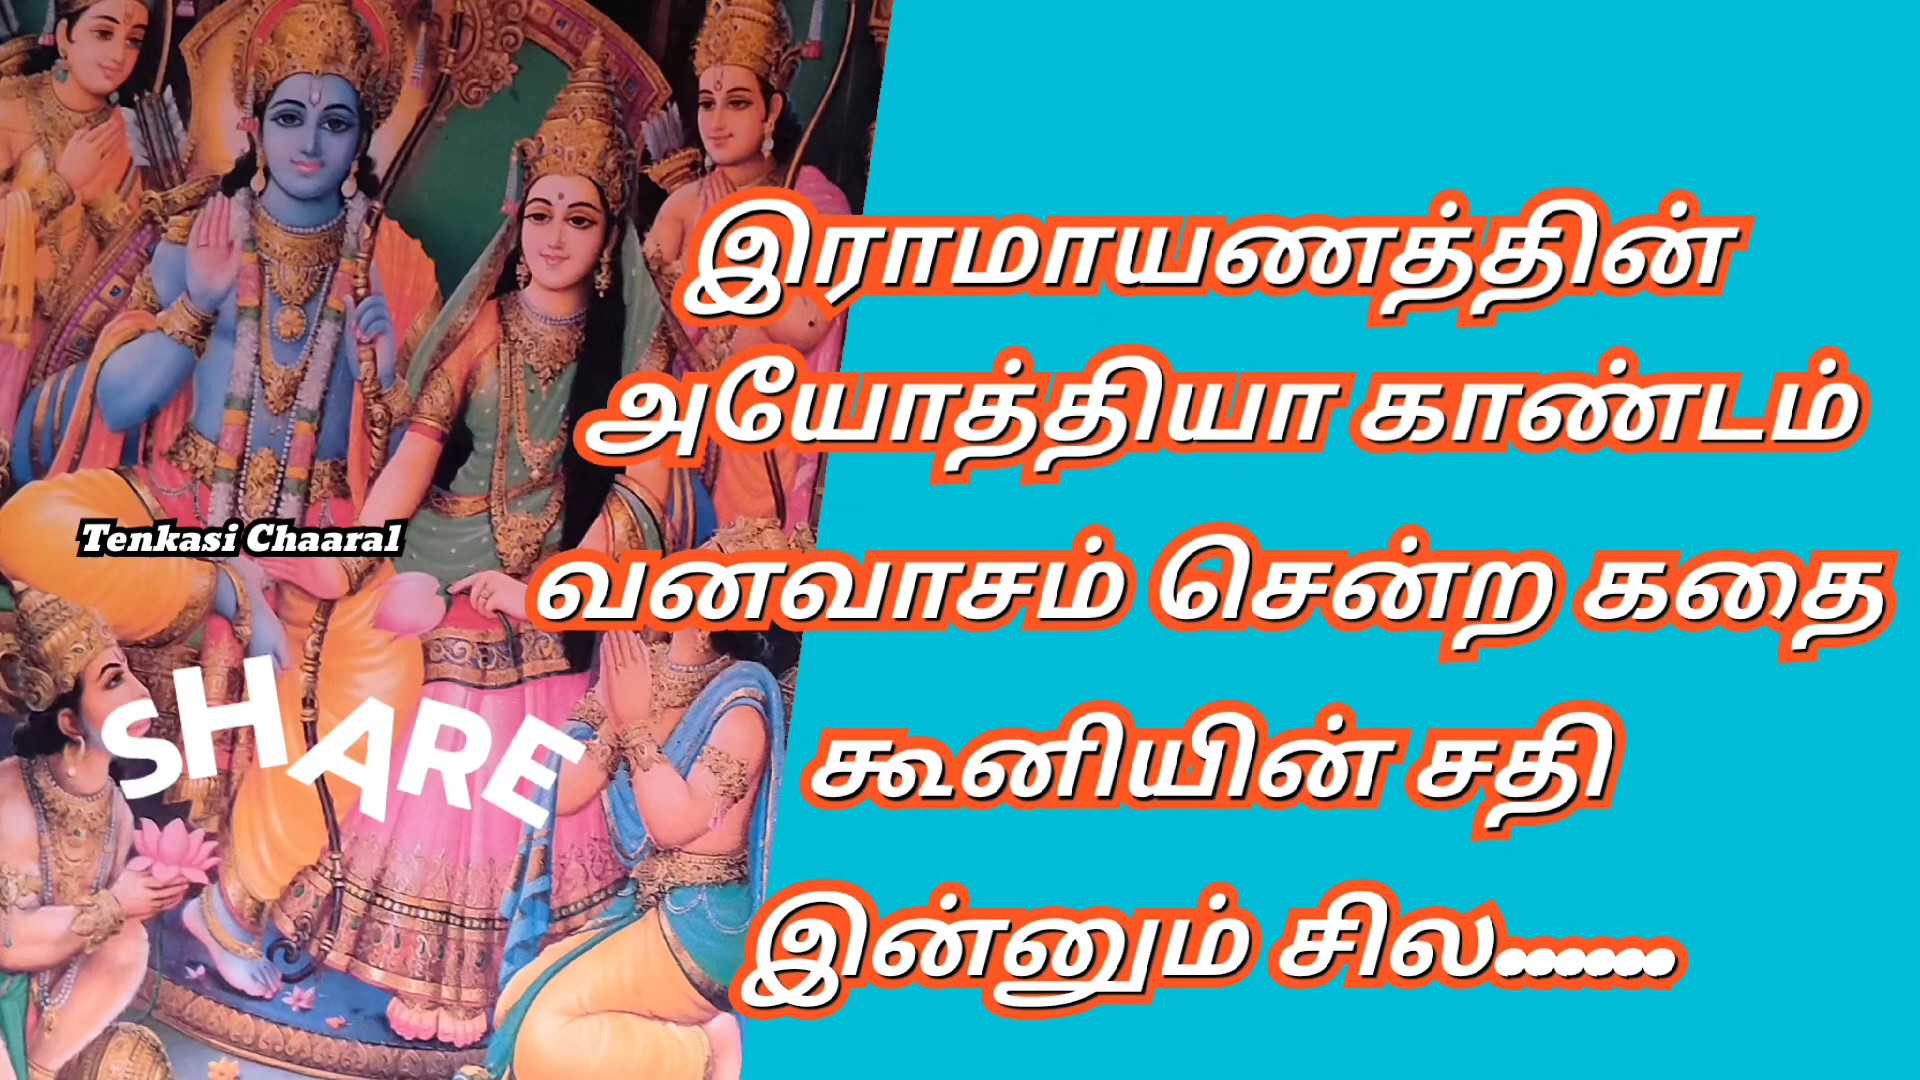 இராமாயணத்தின்
அயோத்தியா காண்டம்
வனவாசம் சென்ற கதை
கூனியின் சதி
இன்னும் சில......
Tenkasi Chaaral
SHARE